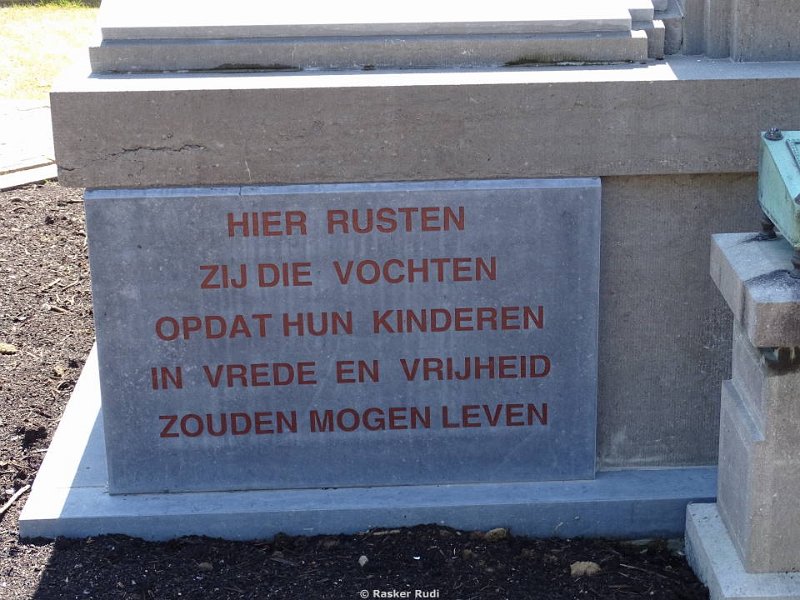 HIER RUSTEN
ZIJ DIE VOCHTEN
OPDAT HUN KINDEREN
IN VREDE EN VRIJHEID
ZOUDEN MOGEN LEVEN
© Rasker Rudi